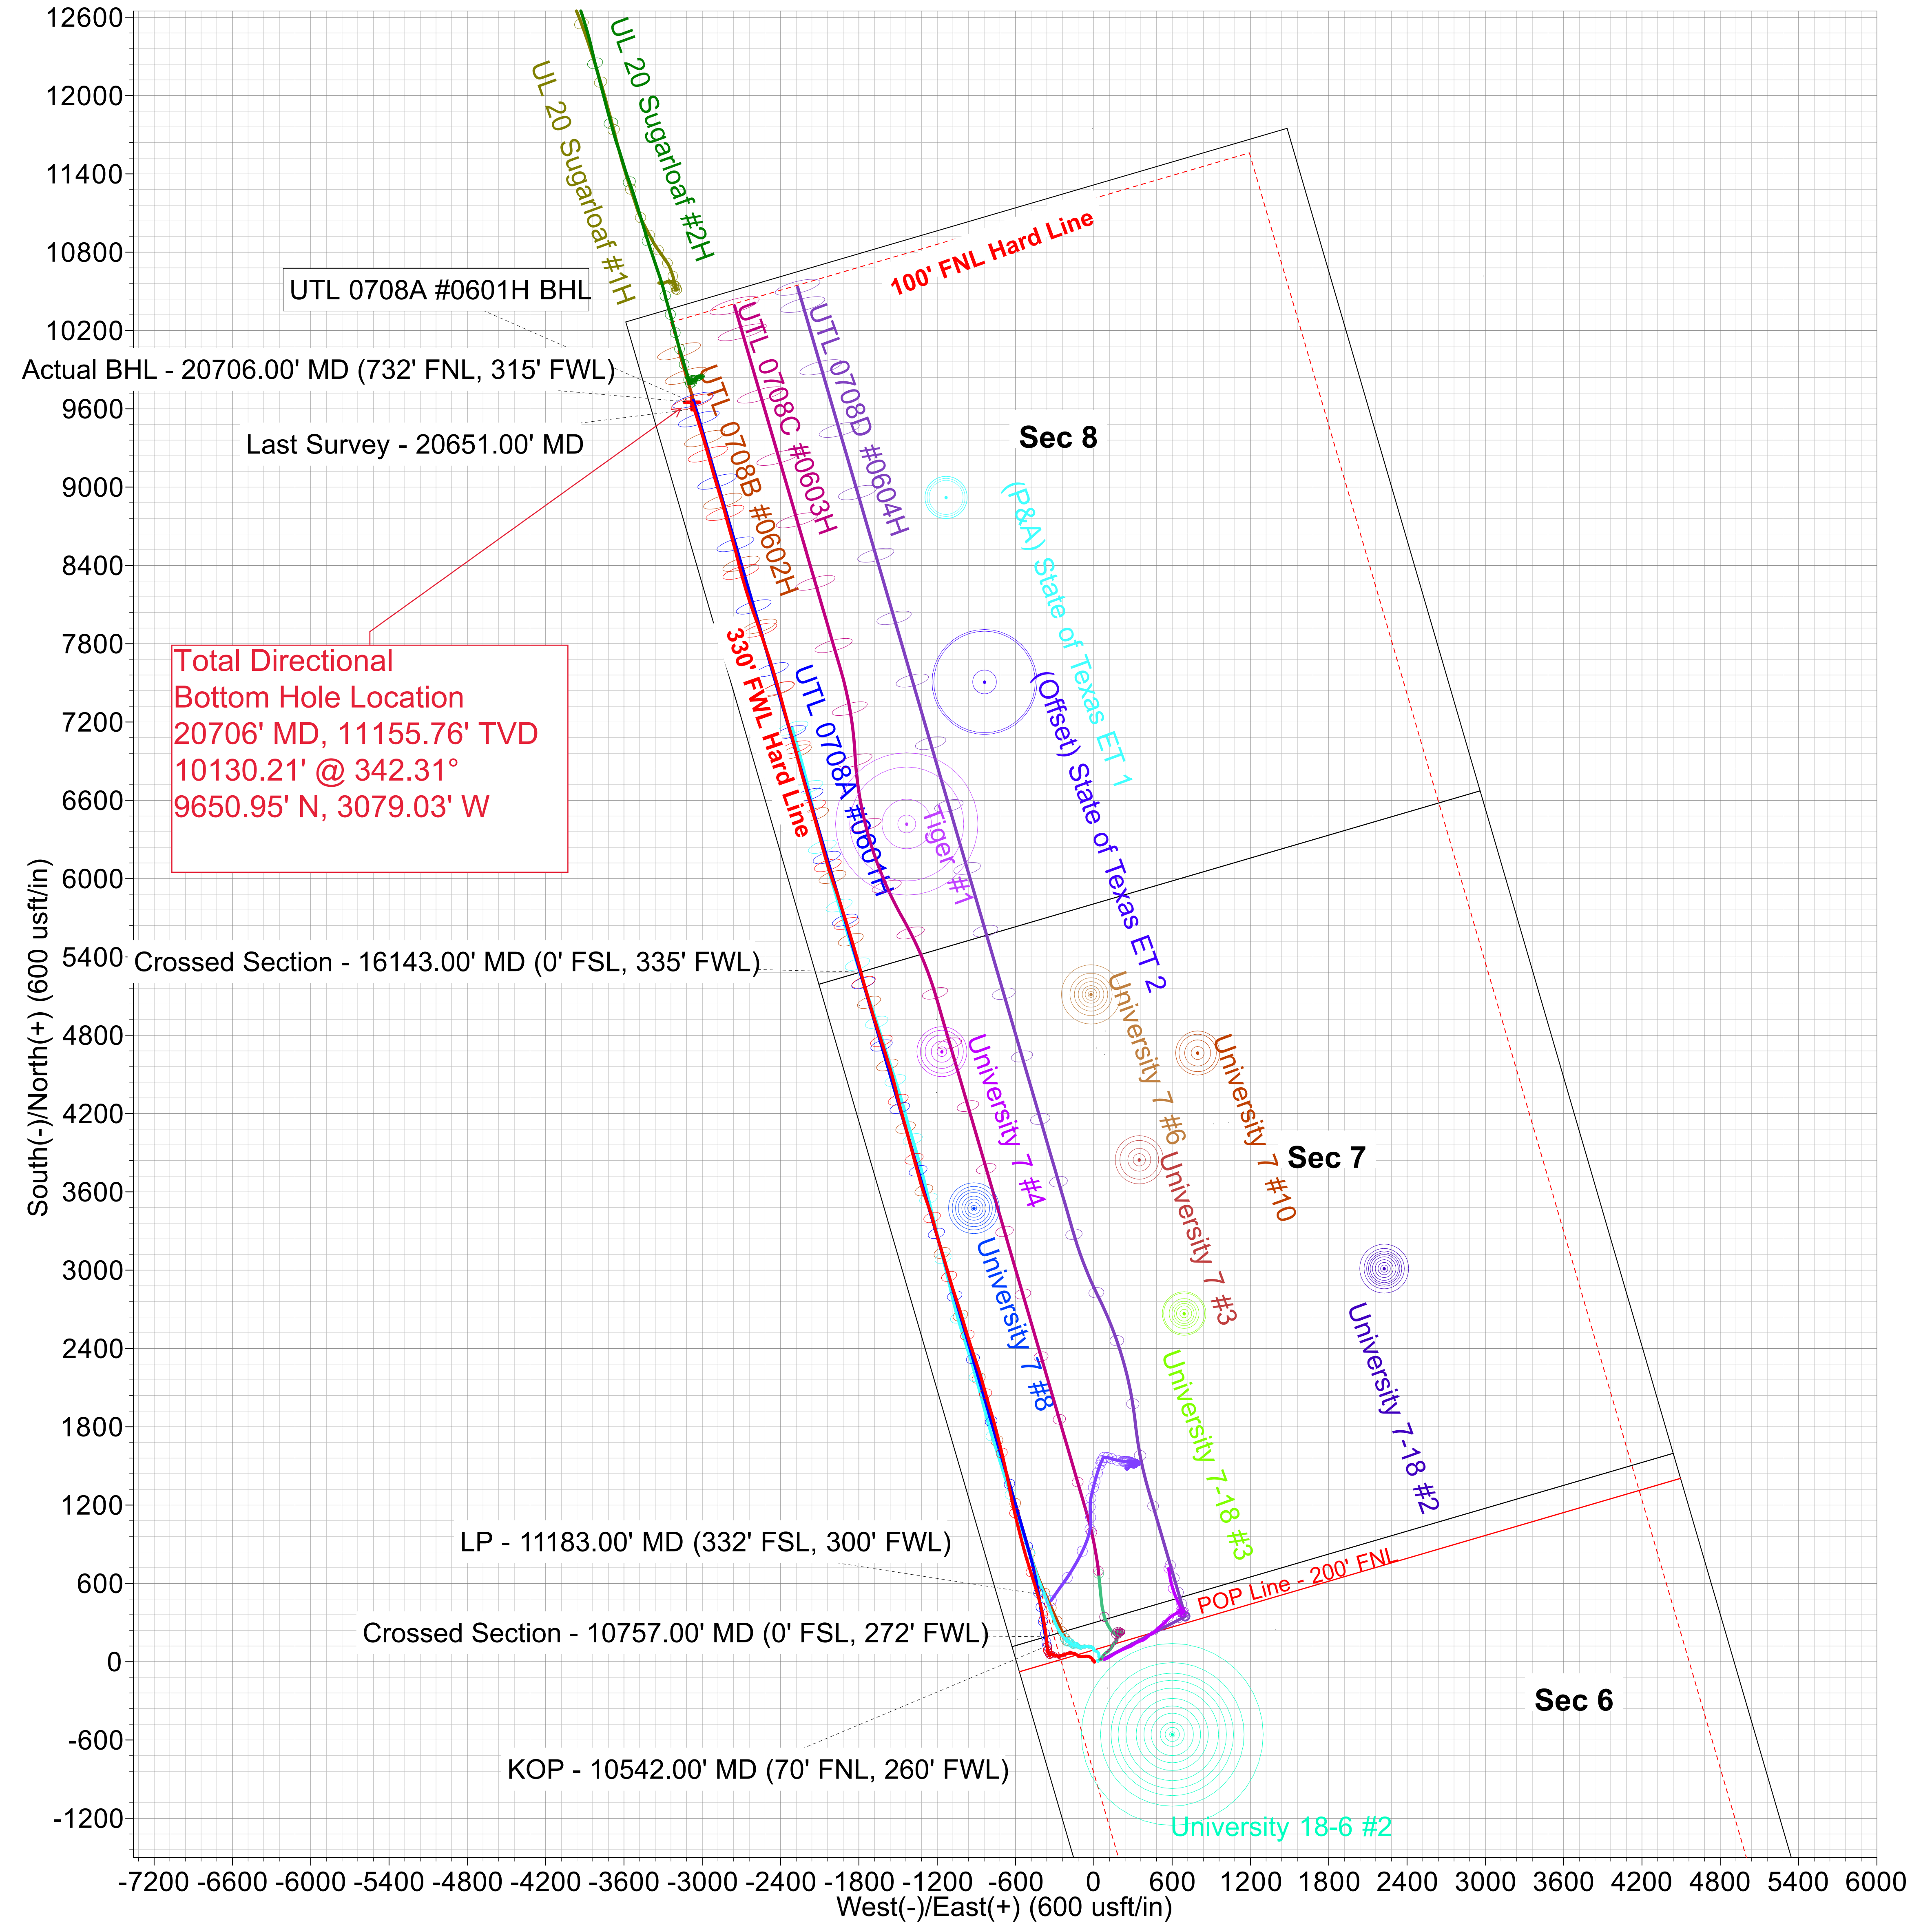 12600
12000
11400
10800
10200
9600
9000
8400
7800
7200
6600
6000
5400
4800
4200
3600
3000
2400
1800
1200
600
0
-600
-1200
South(-)/North(+) (600 usft/in)
UL 20 Sugarloaf #2H
UL 20 Sugarloaf #1H
100' FNL Hard Line
UTL 0708A #0601H BHL
Actual BHL - 20706.00' MD (732' FNL, 315' FWL)
Last Survey - 20651.00' MD
UTL 0708B #0602H
UTL 0708C #0603H
UTL 0708D #0604H
Sec 8
(P&A) State of Texas ET 1
330' FWL Hard Line
UTL 0708A #0601H
(Offset) State of Texas ET 2
Total Directional
Bottom Hole Location
20706' MD, 11155.76' TVD
10130.21' @ 342.31°
9650.95' N, 3079.03' W
Tiger #1
Crossed Section - 16143.00' MD (0' FSL, 335' FWL)
University 7 #6
University 7 #10
University 7 #4
Sec 7
University 7 #3
University 7 #8
University 7-18 #2
University 7-18 #3
LP - 11183.00' MD (332' FSL, 300' FWL)
POP Line - 200' FNL
Crossed Section - 10757.00' MD (0' FSL, 272' FWL)
Sec 6
KOP - 10542.00' MD (70' FNL, 260' FWL)
University 18-6 #2
-7200 -6600 -6000 -5400 -4800 -4200 -3600 -3000 -2400 -1800 -1200 -600 0 600 1200 1800 2400 3000 3600 4200 4800 5400 6000
West(-)/East(+) (600 usft/in)